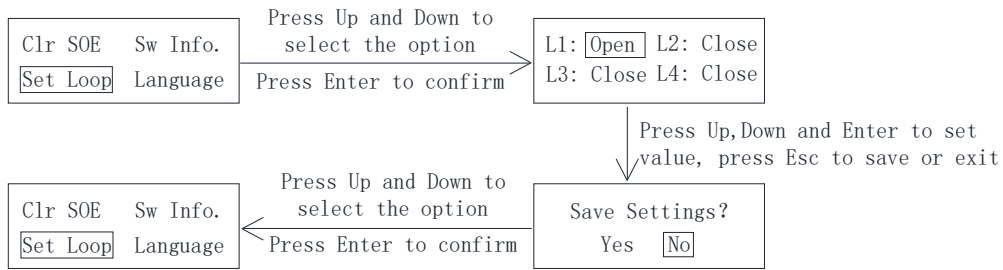 Clr SOE Sw Info.
Set Loop Language
Press Up and Down to
select the option
Press Enter to confirm
L1: Open L2: Close
L3: Close L4: Close
Press Up,Down and Enter to set
value, press Esc to save or exit
Save Settings?
Yes No
Press Up and Down to
select the option
Press Enter to confirm
Clr SOE Sw Info.
Set Loop Language